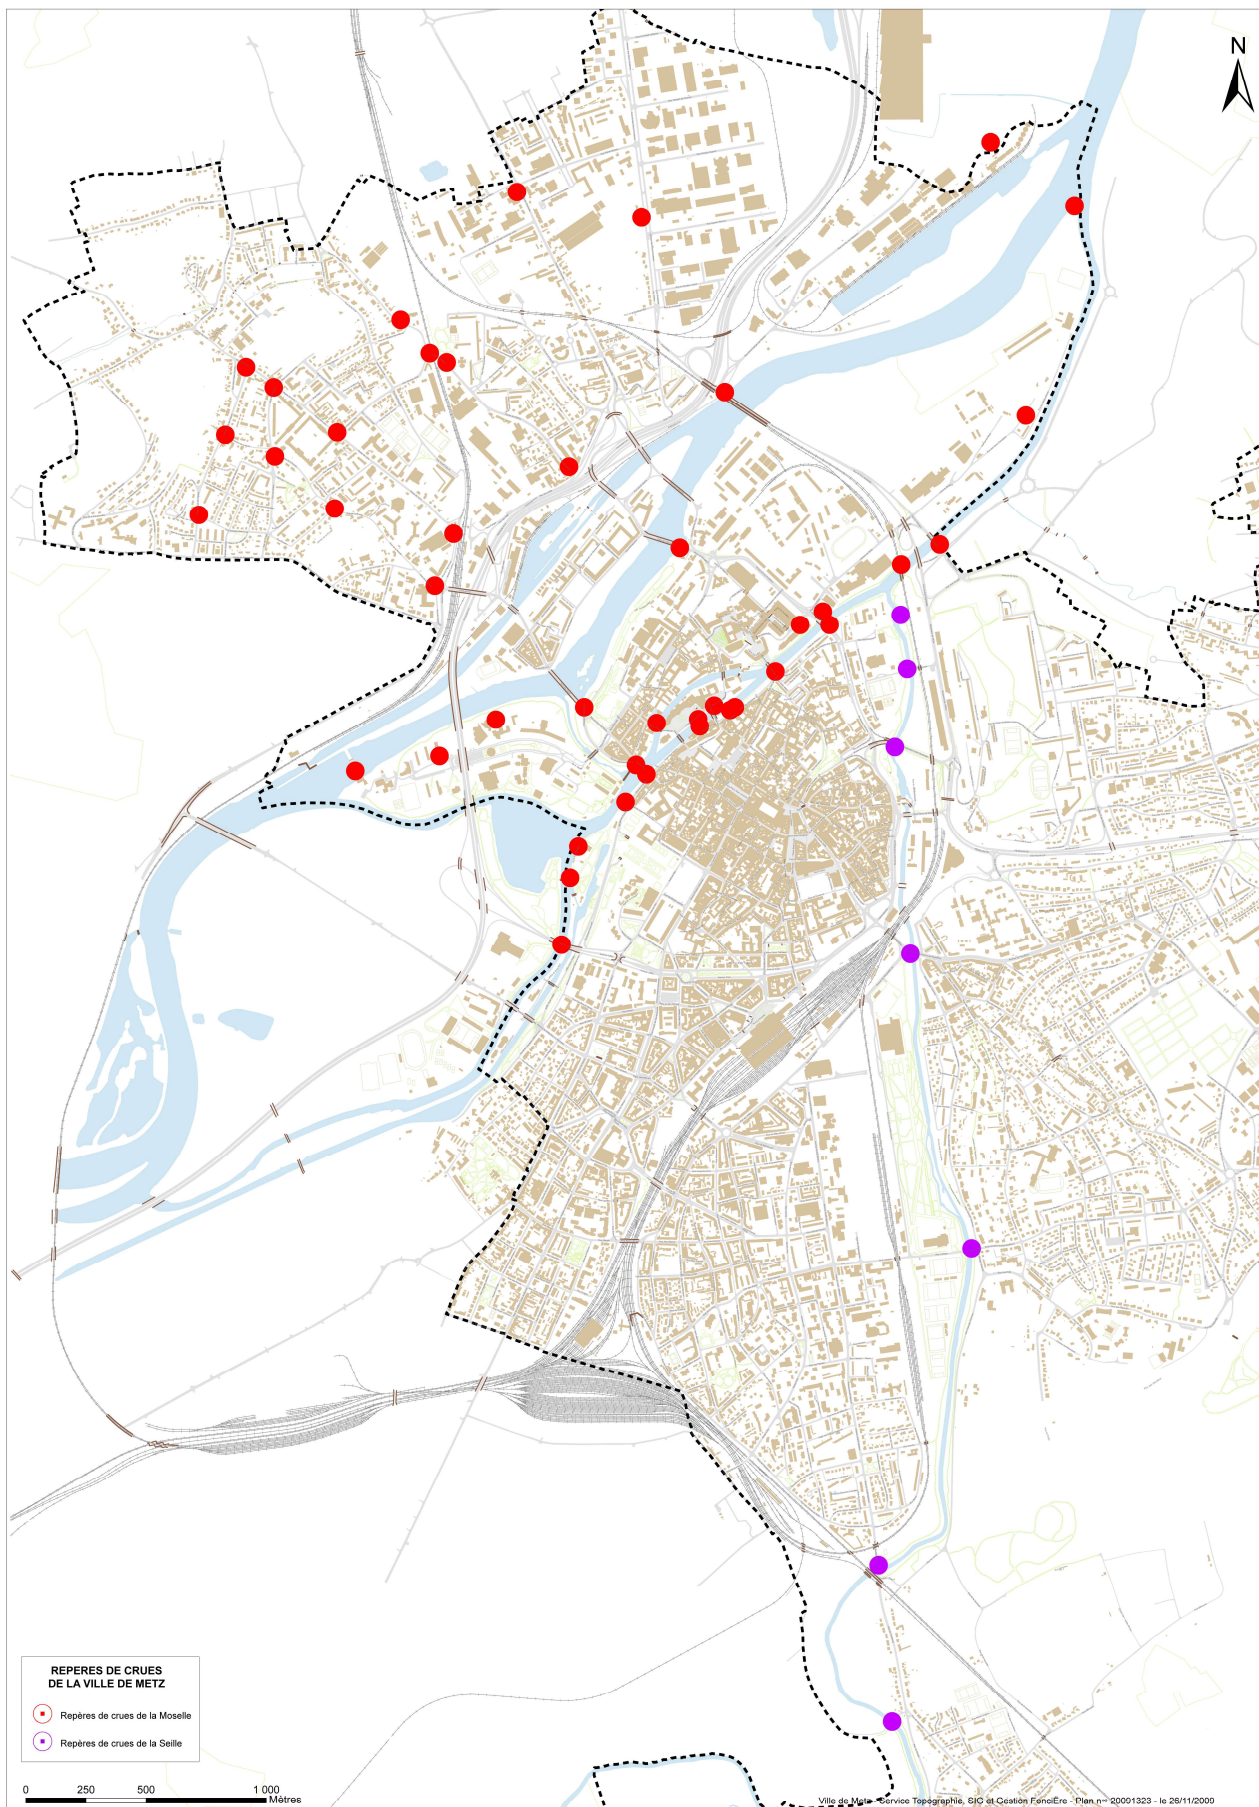 N
REPERES DE CRUES
DE LA VILLE DE METZ
Repères de crues de la Moselle
Repères de crues de la Seille
0 250 500 1 000
Mètres
Ville de Metz - Service Topographie, SIG et Gestion FonciËre - Plan n° 20001323 - le 26/11/2009